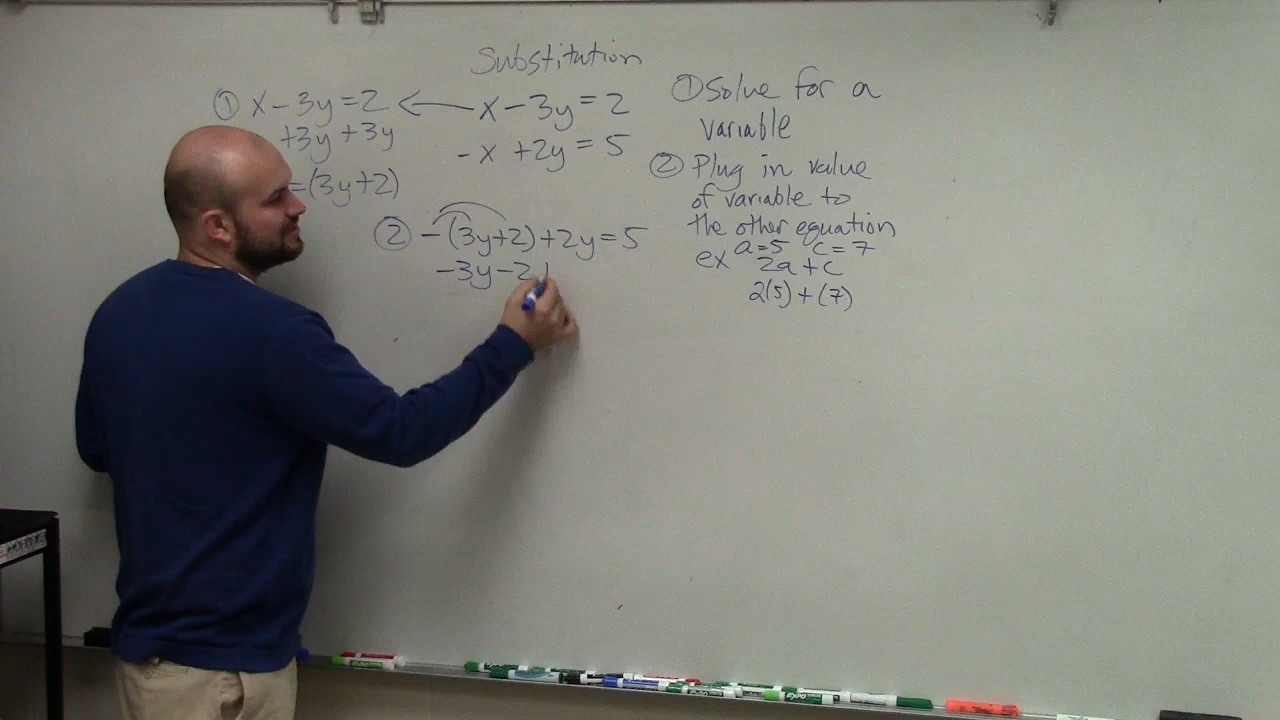 Substitution
① x - 3y = 2 ← x - 3y = 2
+3y +3y
- x + 2y = 5
= (3y + 2)
② - (3y + 2) + 2y = 5
- 3y - 2
① Solve for a
variable
② Plug in value
of variable to
the other equation
ex a = 5 c = 7
2a + c
2(5) + (7)